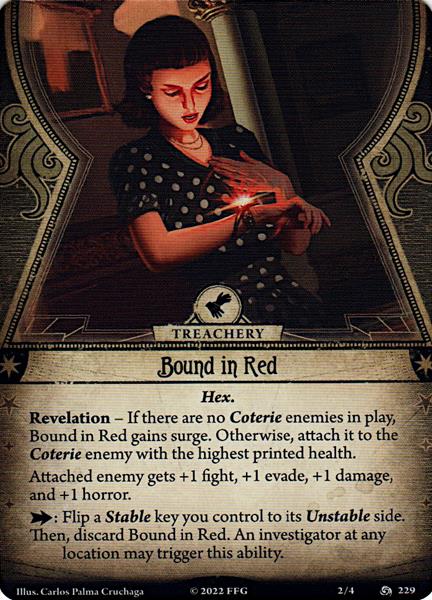 TREACHERY
Bound in Red
Hex.
Revelation – If there are no Coterie enemies in play,
Bound in Red gains surge. Otherwise, attach it to the
Coterie enemy with the highest printed health.
Attached enemy gets +1 fight, +1 evade, +1 damage,
and +1 horror.
: Flip a Stable key you control to its Unstable side.
Then, discard Bound in Red. An investigator at any
location may trigger this ability.
Illus. Carlos Palma Cruchaga © 2022 FFG 2/4 229